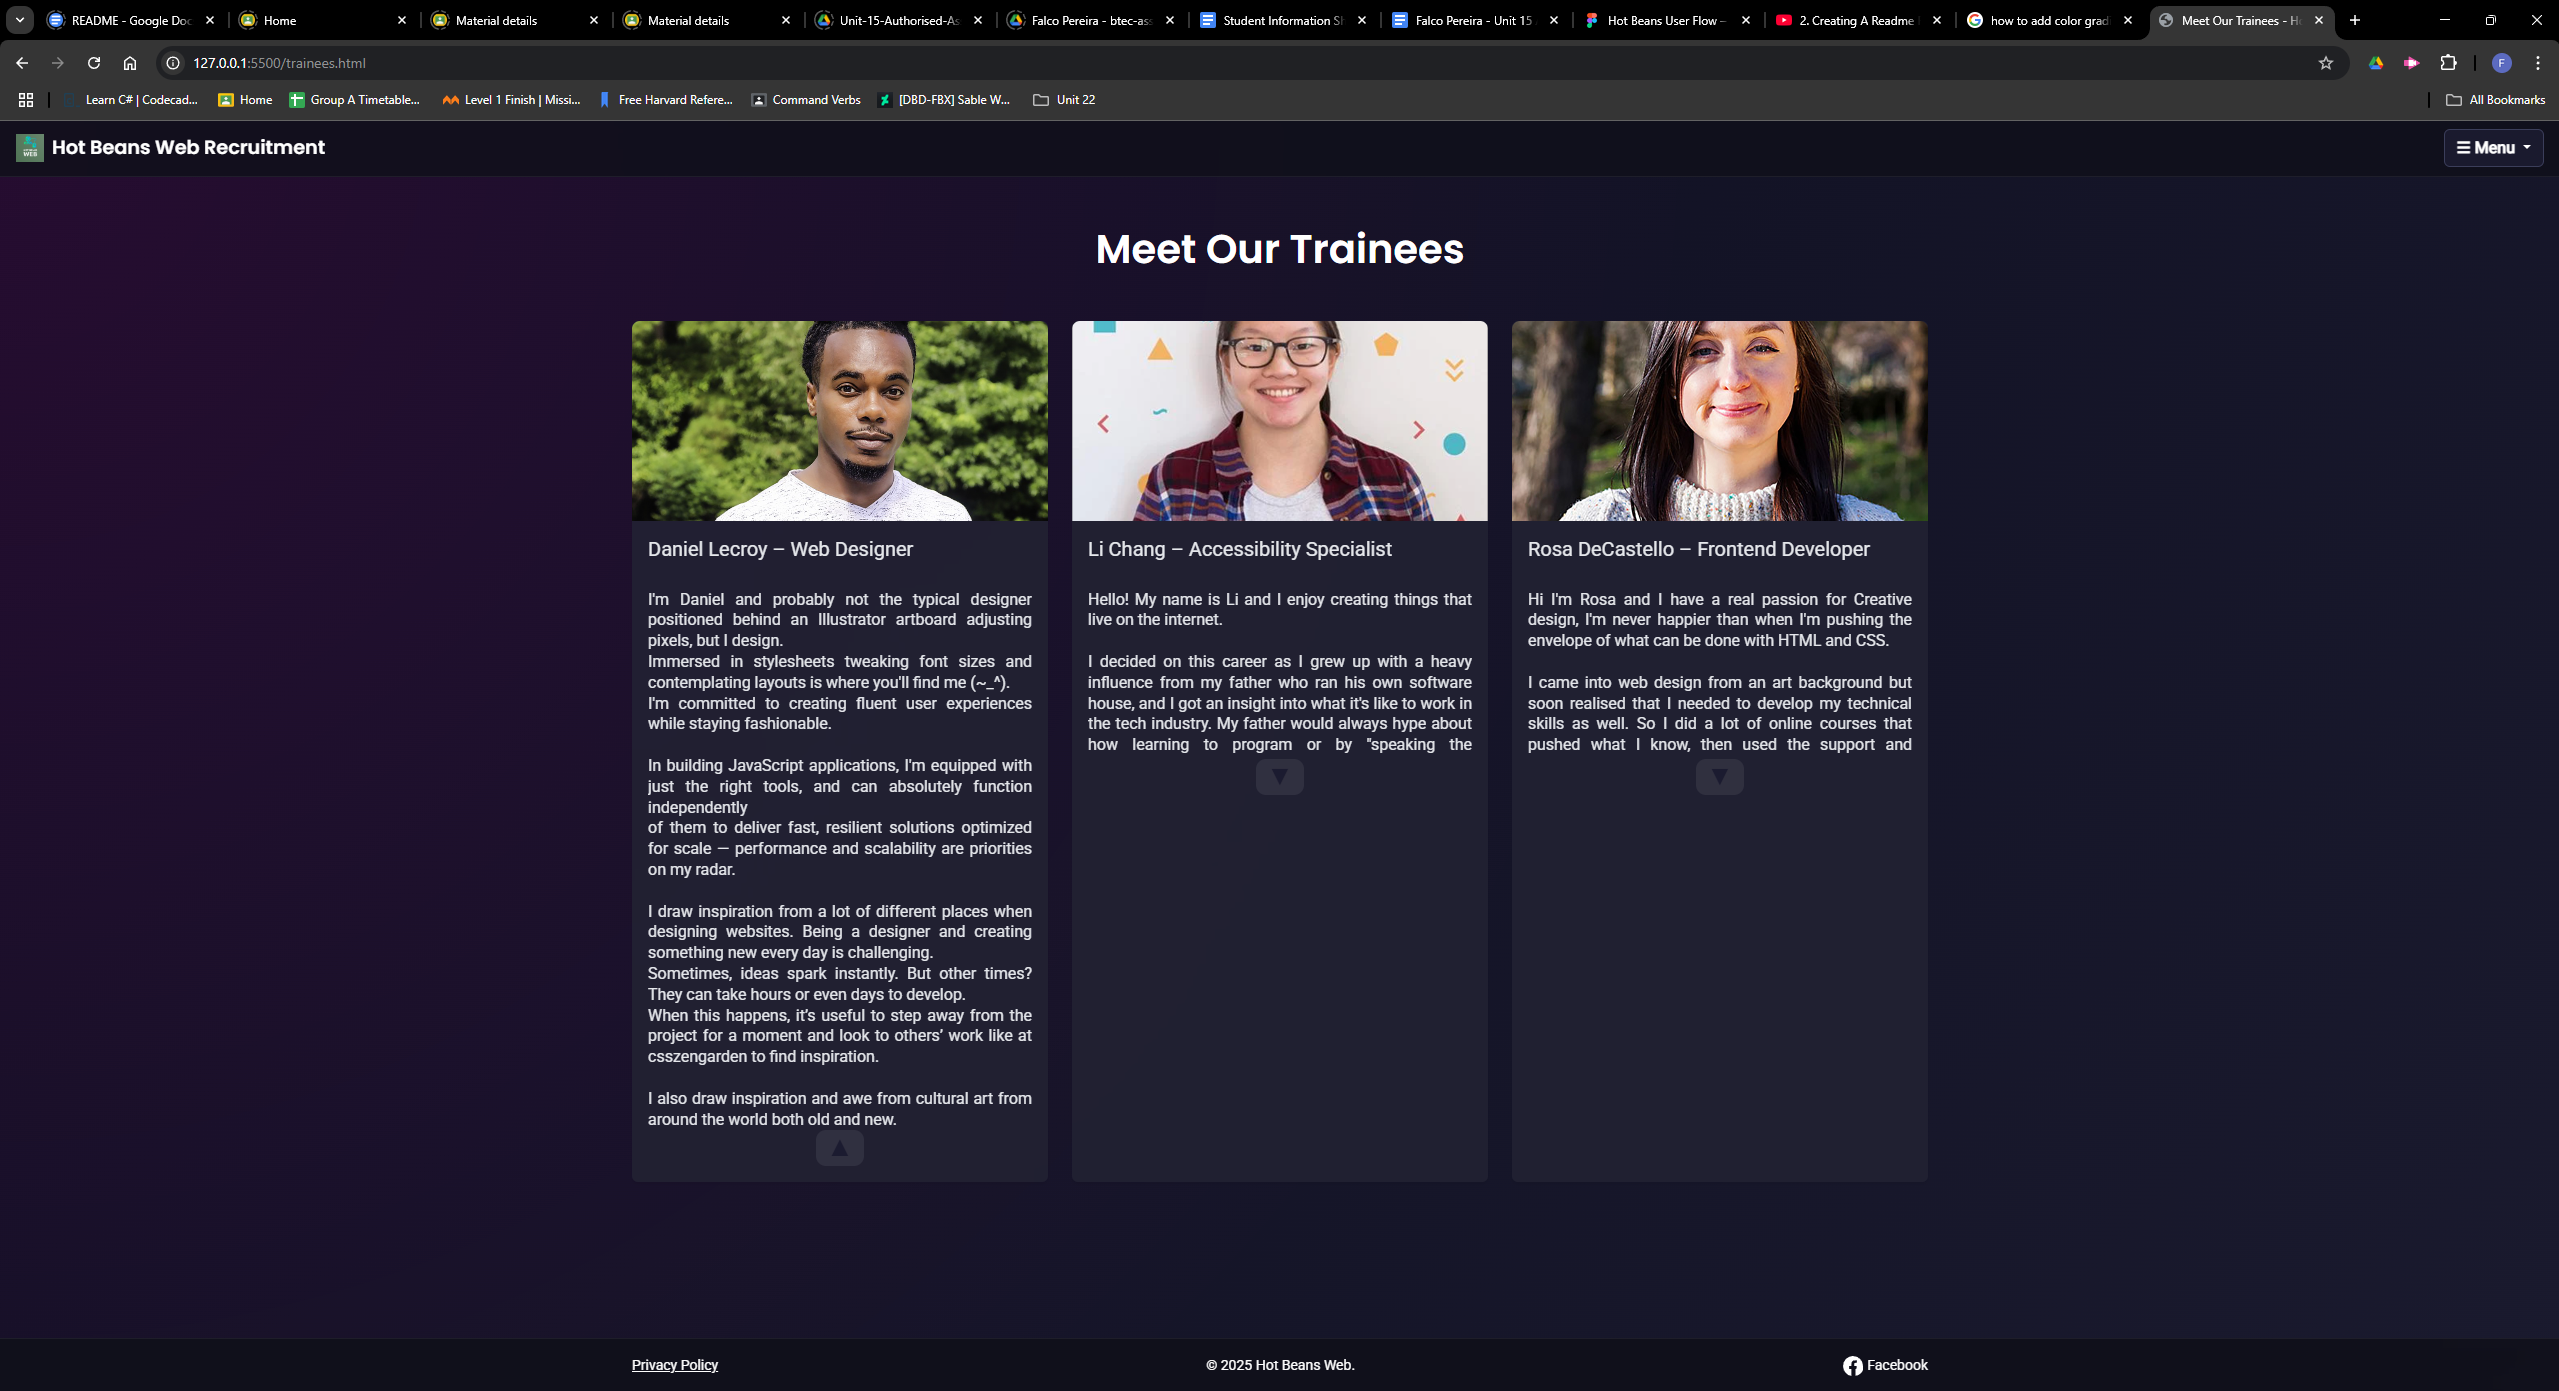 README - Google Doc
Home
Material details
Material details
Unit-15-Authorised-As
Falco Pereira - btec-ass
Student Information Sh
Falco Pereira - Unit 15
Hot Beans User Flow –
2. Creating A Readme
how to add color grad
Meet Our Trainees - Ho
127.0.0.1:5500/trainees.html
F
Learn C# | Codecad...
Home
Group A Timetable...
Level 1 Finish | Missi...
Free Harvard Refere...
Command Verbs
[DBD-FBX] Sable W...
Unit 22
All Bookmarks
WEB
Hot Beans Web Recruitment
Menu
Meet Our Trainees
Daniel Lecroy – Web Designer
I'm Daniel and probably not the typical designer
positioned behind an Illustrator artboard adjusting
pixels, but I design.
Immersed in stylesheets tweaking font sizes and
contemplating layouts is where you'll find me (~_^).
I'm committed to creating fluent user experiences
while staying fashionable.
In building JavaScript applications, I'm equipped with
just the right tools, and can absolutely function
independently
of them to deliver fast, resilient solutions optimized
for scale — performance and scalability are priorities
on my radar.
I draw inspiration from a lot of different places when
designing websites. Being a designer and creating
something new every day is challenging.
Sometimes, ideas spark instantly. But other times?
They can take hours or even days to develop.
When this happens, it’s useful to step away from the
project for a moment and look to others’ work like at
csszengarden to find inspiration.
I also draw inspiration and awe from cultural art from
around the world both old and new.
▲
Li Chang – Accessibility Specialist
Hello! My name is Li and I enjoy creating things that
live on the internet.
I decided on this career as I grew up with a heavy
influence from my father who ran his own software
house, and I got an insight into what it's like to work in
the tech industry. My father would always hype about
how learning to program or by "speaking the
▼
Rosa DeCastello – Frontend Developer
Hi I'm Rosa and I have a real passion for Creative
design, I'm never happier than when I'm pushing the
envelope of what can be done with HTML and CSS.
I came into web design from an art background but
soon realised that I needed to develop my technical
skills as well. So I did a lot of online courses that
pushed what I know, then used the support and
▼
Privacy Policy
© 2025 Hot Beans Web.
Facebook